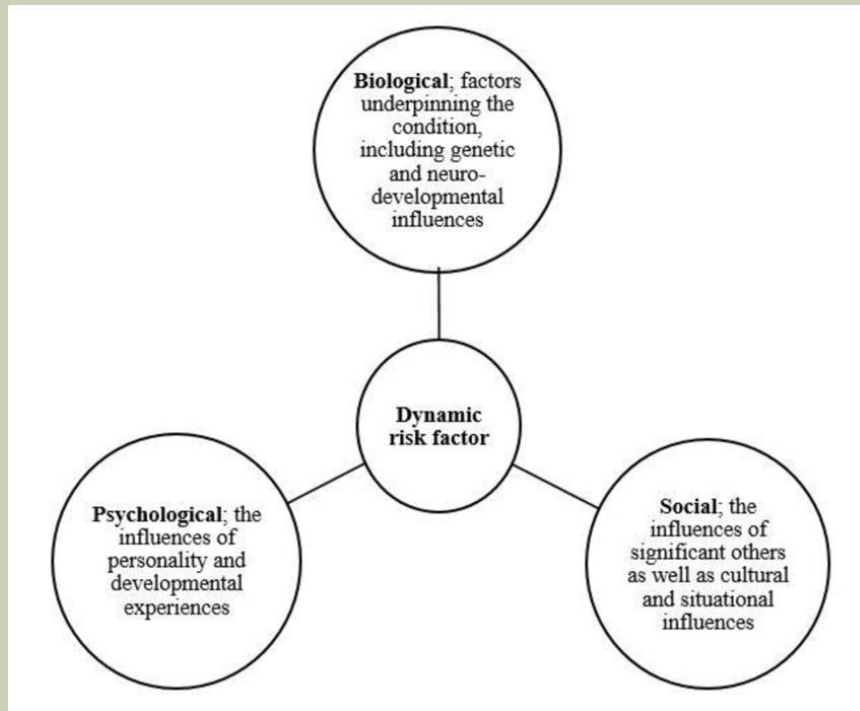 Biological; factors
underpinning the
condition,
including genetic
and neuro-
developmental
influences
Dynamic
risk factor
Psychological; the
influences of
personality and
developmental
experiences
Social; the
influences of
significant others
as well as cultural
and situational
influences